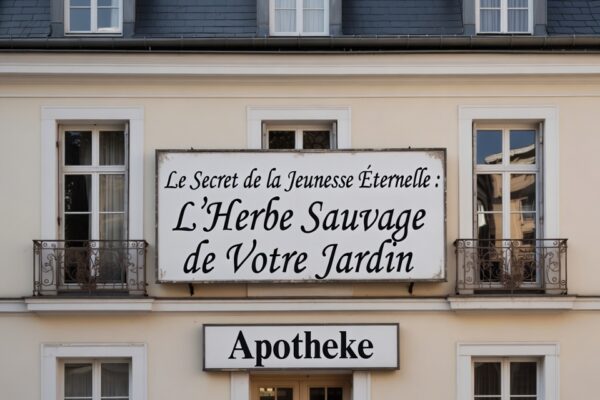 Le Secret de la Jeunesse Éternelle :
L'Herbe Sauvage
de Votre Jardin
Apotheke